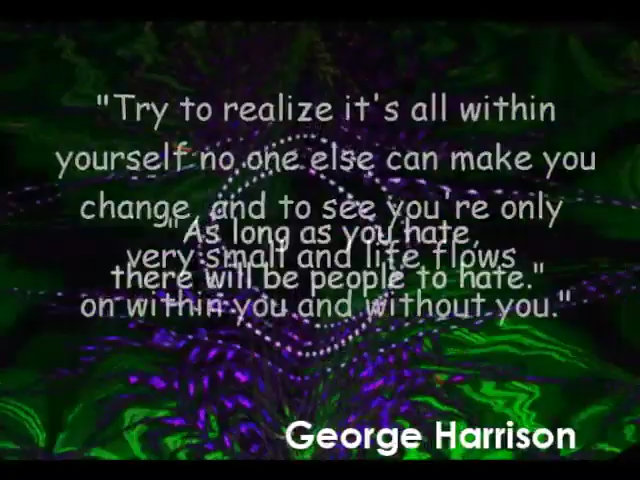 "Try to realize it's all within
yourself no one else can make you
change, and to see you're only
"As long as you hate,
very small and life flows
there will be people to hate."
on within you and without you."
George Harrison